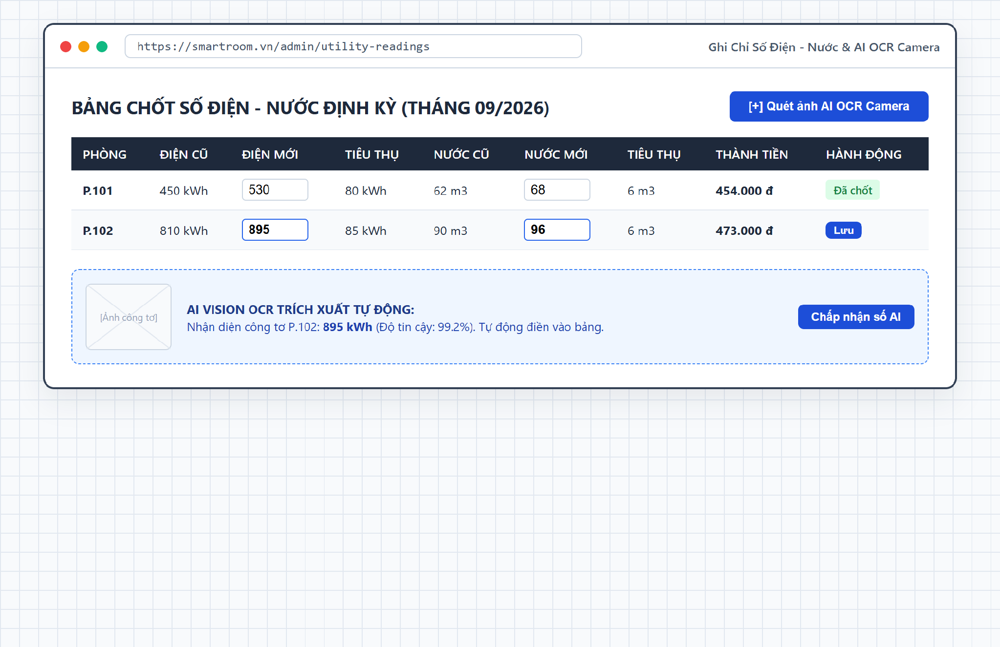 https://smartroom.vn/admin/utility-readings
Ghi Chỉ Số Điện - Nước & AI OCR Camera
BẢNG CHỐT SỐ ĐIỆN - NƯỚC ĐỊNH KỲ (THÁNG 09/2026)
[+] Quét ảnh AI OCR Camera
PHÒNG ĐIỆN CŨ ĐIỆN MỚI TIÊU THỤ NƯỚC CŨ NƯỚC MỚI TIÊU THỤ THÀNH TIỀN HÀNH ĐỘNG
P.101 450 kWh 530 80 kWh 62 m3 68 6 m3 454.000 đ Đã chốt
P.102 810 kWh 895 85 kWh 90 m3 96 6 m3 473.000 đ Lưu
[Ảnh công tơ]
AI VISION OCR TRÍCH XUẤT TỰ ĐỘNG:
Nhận diện công tơ P.102: 895 kWh (Độ tin cậy: 99.2%). Tự động điền vào bảng.
Chấp nhận số AI